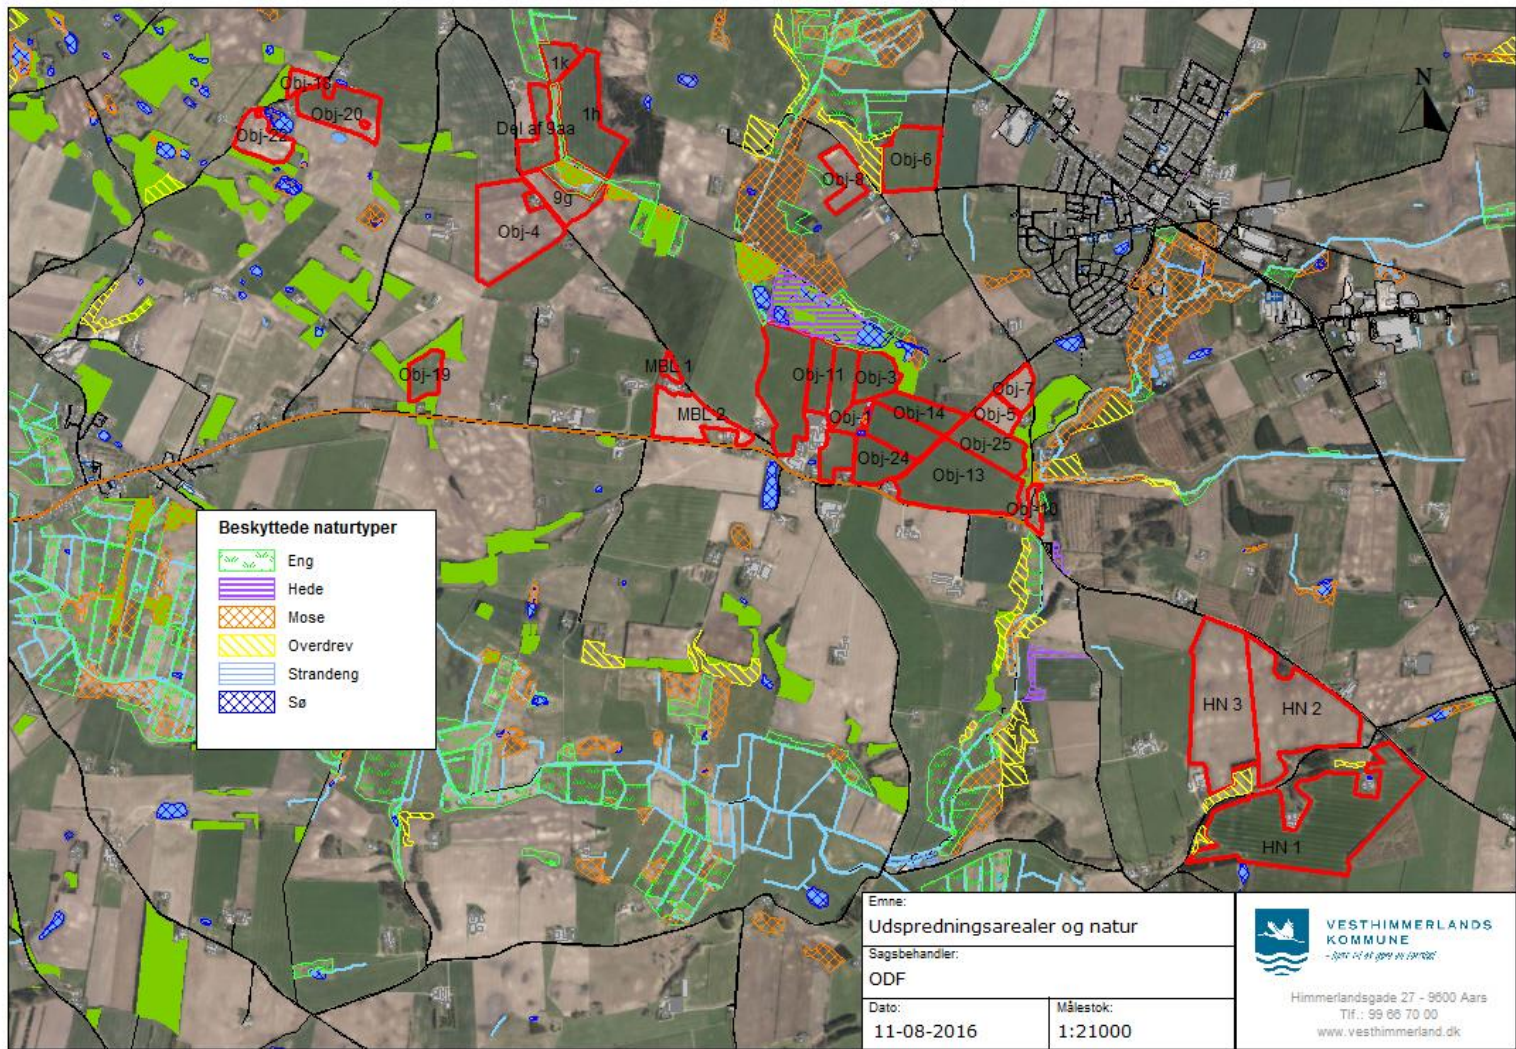 N
1k
Obj-18
Obj-20
1h
Del af 9aa
Obj-22
Obj-6
Obj-8
9g
Obj-4
MBL 1
Obj-19
Obj-11
Obj-3
Obj-7
MBL 2
Obj-1
Obj-14
Obj-5
Obj-24
Obj-25
Obj-13
Obj-10
Beskyttede naturtyper
Eng
Hede
Mose
Overdrev
Strandeng
Sø
HN 3
HN 2
HN 1
Emne:
Udspredningsarealer og natur
Sagsbehandler:
ODF
Dato:
11-08-2016
Målestok:
1:21000
VESTHIMMERLANDS
KOMMUNE
Himmerlandsgade 27 - 9600 Aars
Tlf.: 99 66 70 00
www.vesthimmerland.dk